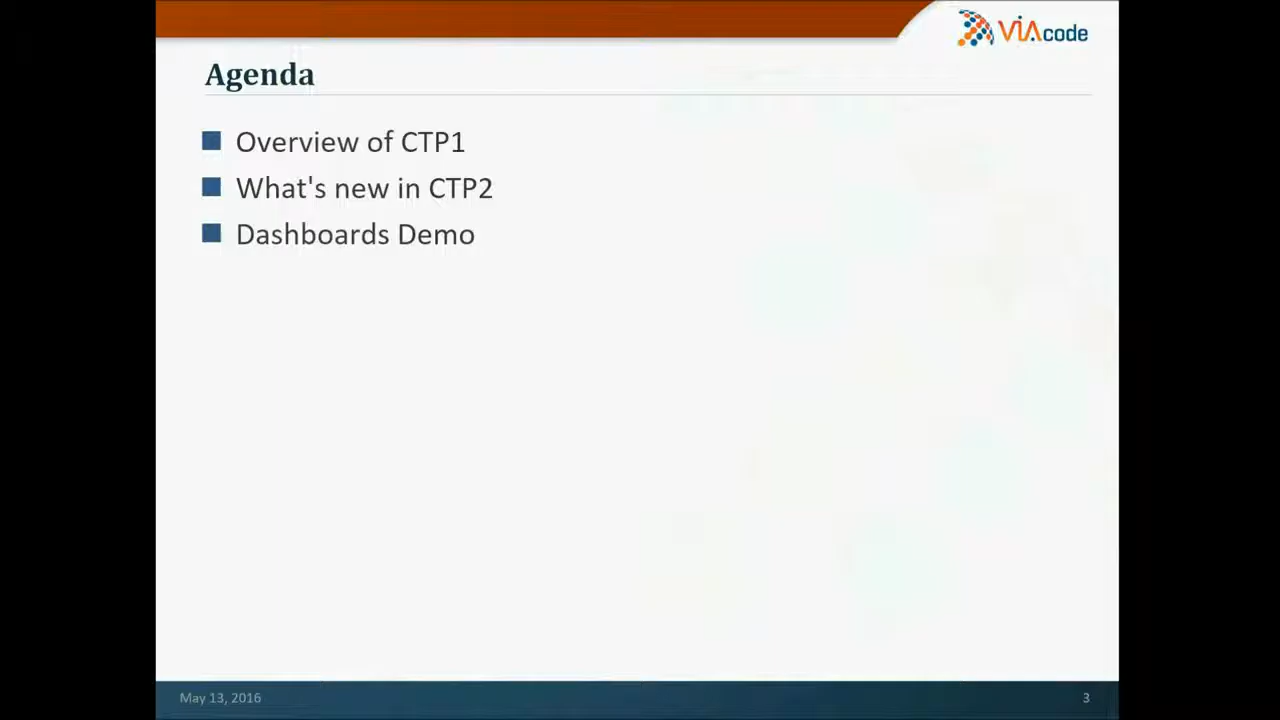 VIAcode
Agenda
Overview of CTP1
What's new in CTP2
Dashboards Demo
May 13, 2016
3